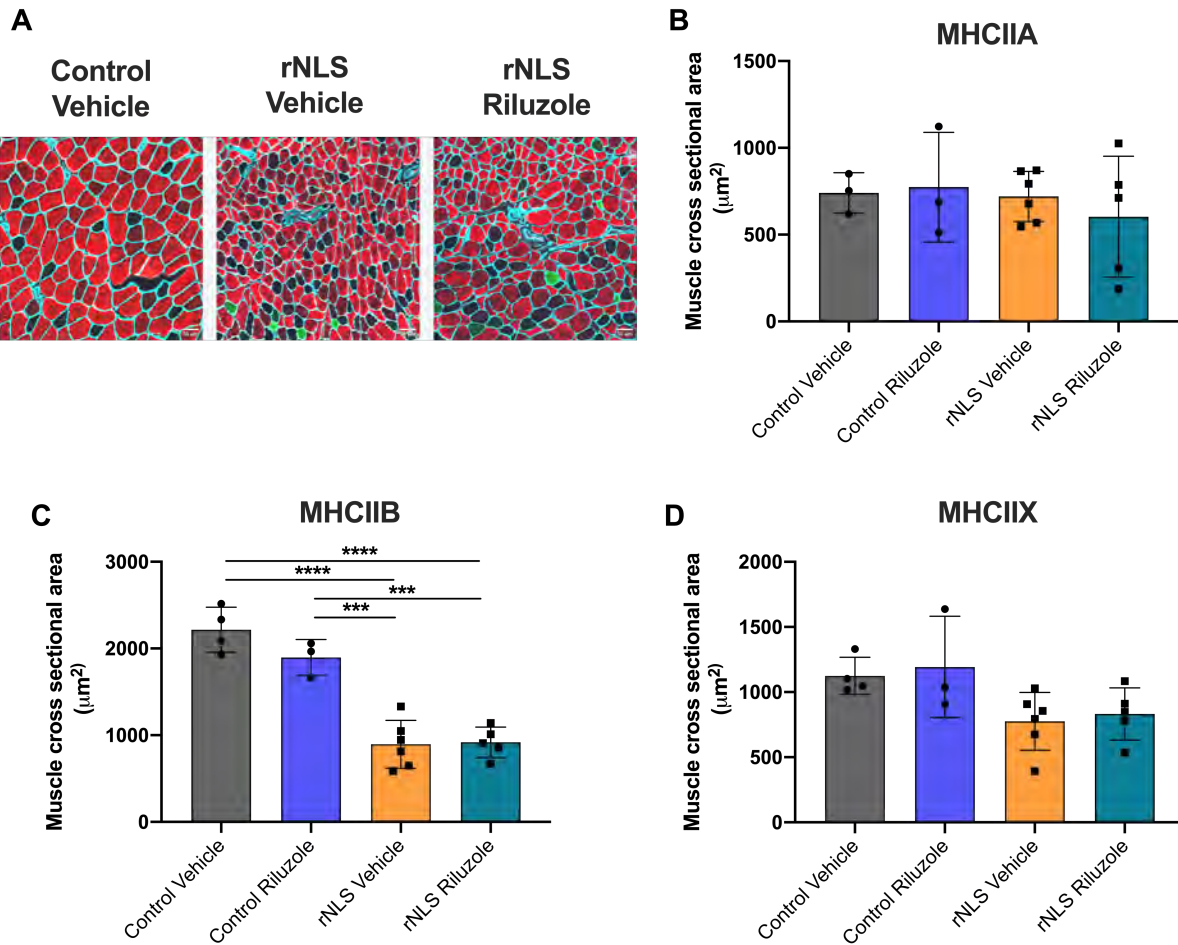 A
Control
Vehicle
rNLS
Vehicle
rNLS
Riluzole
B
MHCIIA
Muscle cross sectional area
(μm²)
1500
1000
500
0
Control Vehicle
Control Riluzole
rNLS Vehicle
rNLS Riluzole
C
MHCIIB
Muscle cross sectional area
(μm²)
3000
2000
1000
0
****
****
***
***
Control Vehicle
Control Riluzole
rNLS Vehicle
rNLS Riluzole
D
MHCIIX
Muscle cross sectional area
(μm²)
2000
1500
1000
500
0
Control Vehicle
Control Riluzole
rNLS Vehicle
rNLS Riluzole